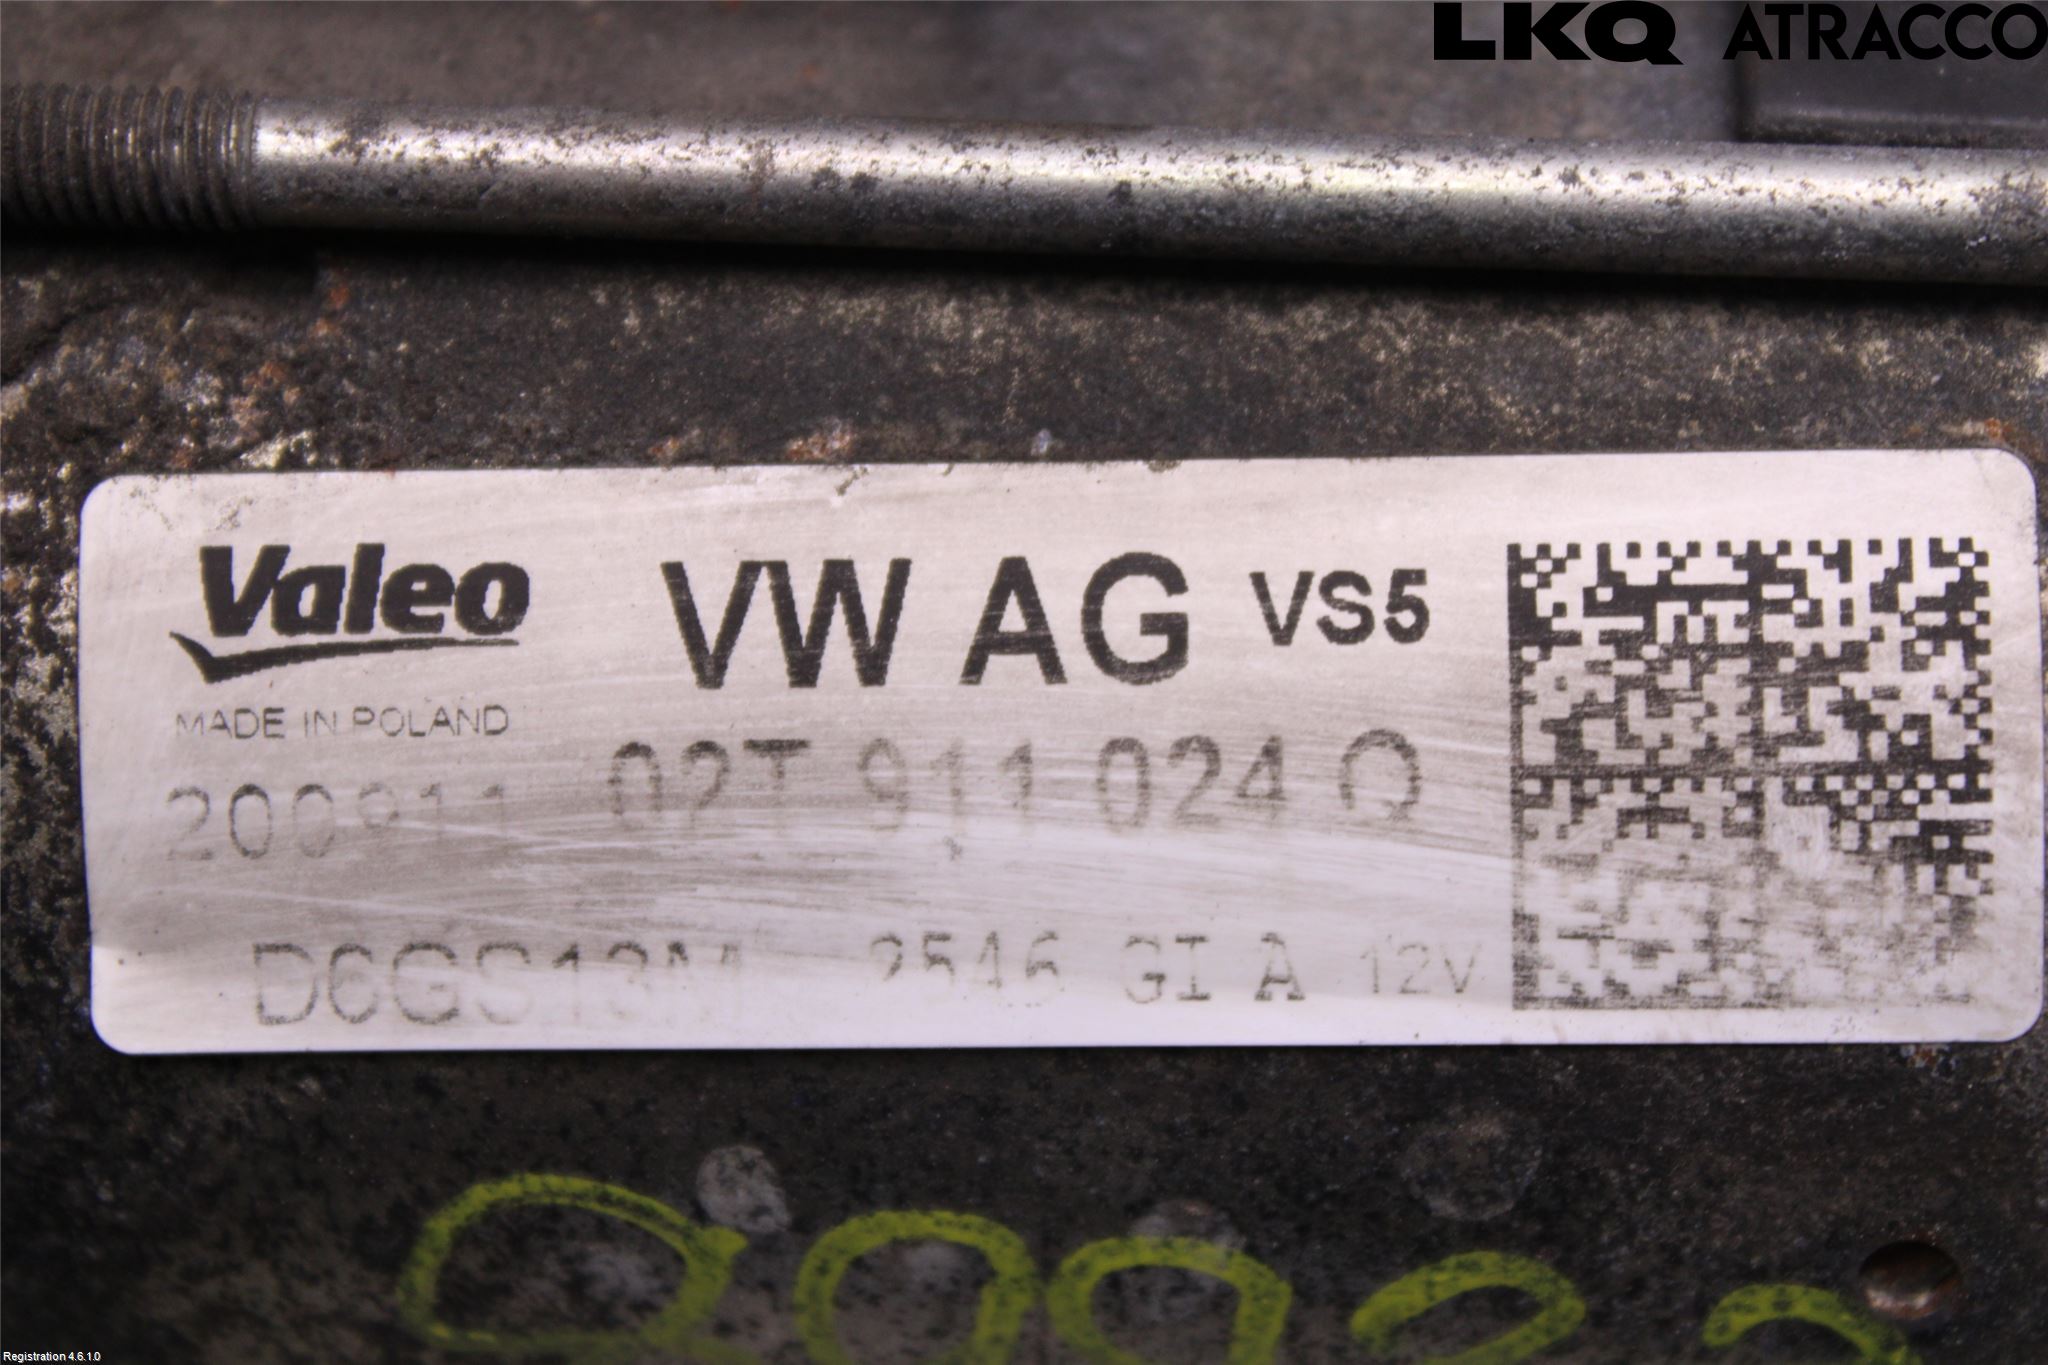 LKQ ATRACCO
Valeo VW AG VS5
MADE IN POLAND
200911 02T 911 024 Q
D6GS13M 2546 GI A 12V
Registration 4.6.1.0